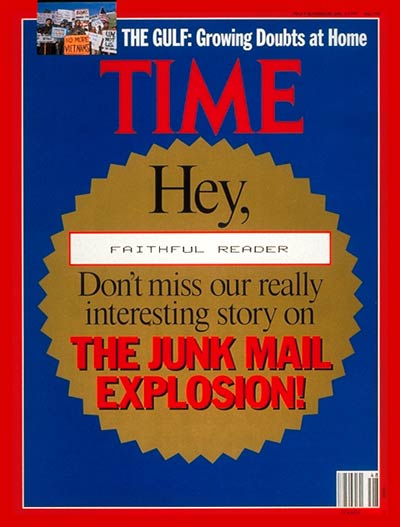 THE GULF: Growing Doubts at Home
TIME
Hey,
FAITHFUL READER
Don't miss our really
interesting story on
THE JUNK MAIL
EXPLOSION!